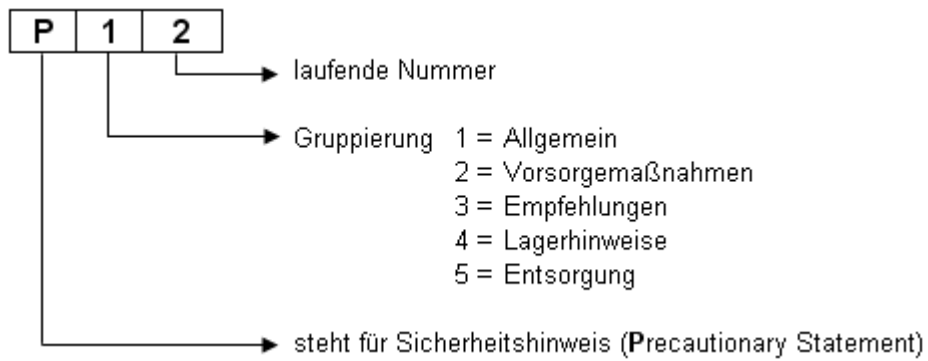 P 1 2
laufende Nummer
Gruppierung 1 = Allgemein
2 = Vorsorgemaßnahmen
3 = Empfehlungen
4 = Lagerhinweise
5 = Entsorgung
steht für Sicherheitshinweis (Precautionary Statement)